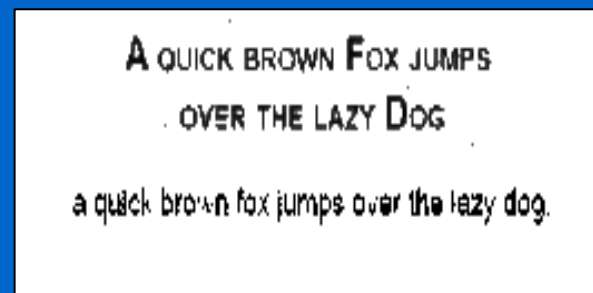 A QUICK BROWN FOX JUMPS
OVER THE LAZY DOG
a quick brown fox jumps over the lazy dog.